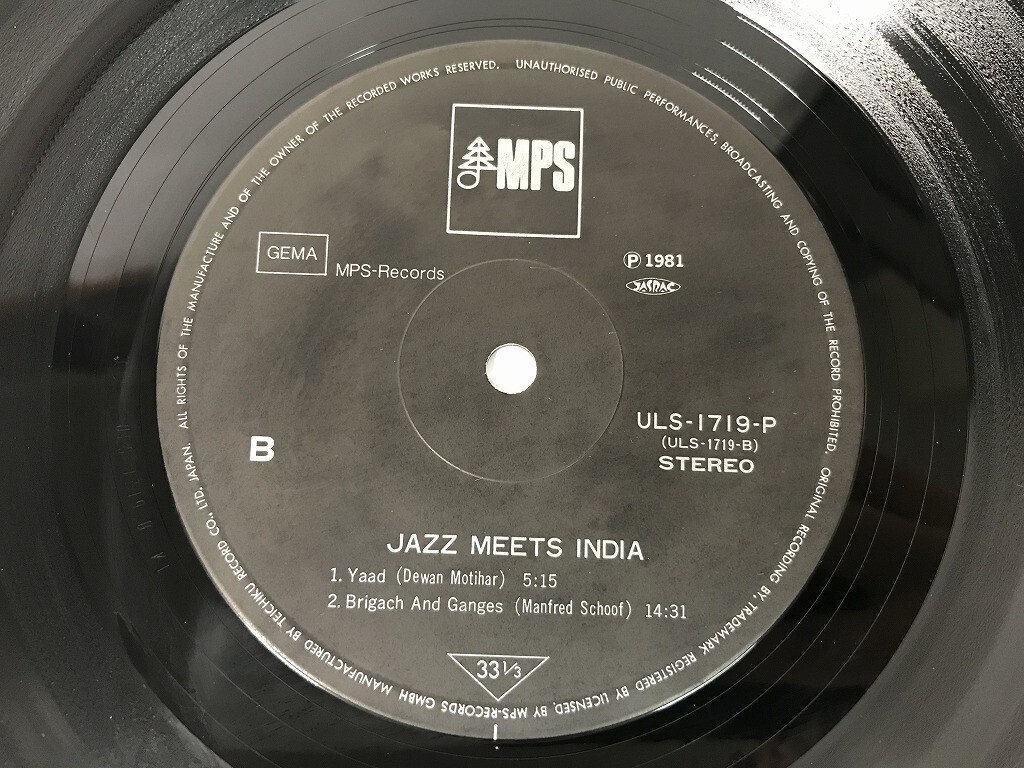 MPS
GEMA
MPS-Records
Ⓟ 1981
JASRAC
ULS-1719-P
(ULS-1719-B)
STEREO
B
JAZZ MEETS INDIA
1. Yaad (Dewan Motihar) 5:15
2. Brigach And Ganges (Manfred Schoof) 14:31
33 1/3
ALL RIGHTS OF THE MANUFACTURE AND OF THE OWNER OF THE RECORDED WORKS RESERVED. UNAUTHORISED PUBLIC PERFORMANCES, BROADCASTING AND COPYING OF THE RECORD PROHIBITED. ORIGINAL RECORDING BY, TRADEMARK REGISTERED BY LICENSED, BY MPS-RECORDS GMBH MANUFACTURED BY TEICHIKU RECORD CO., LTD. JAPAN.